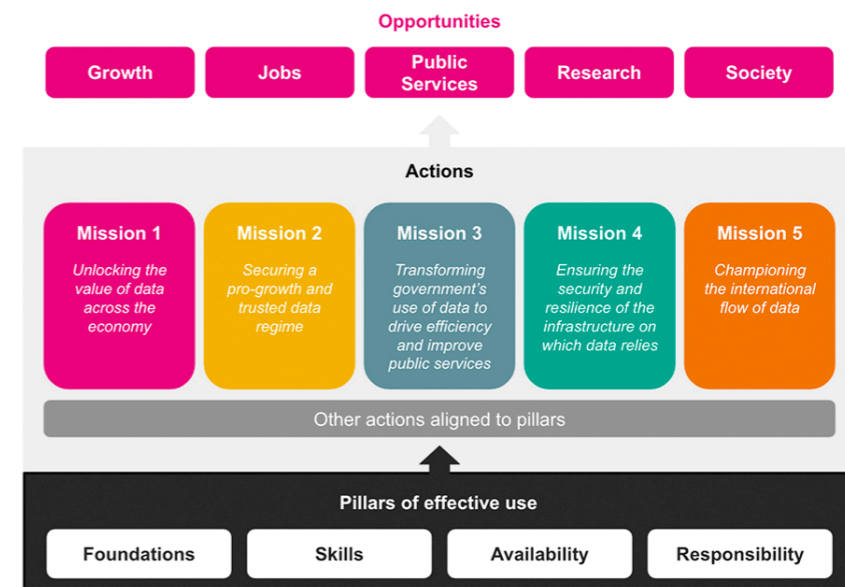 Opportunities
Growth
Jobs
Public
Services
Research
Society
Actions
Mission 1
Unlocking the
value of data
across the
economy
Mission 2
Securing a
pro-growth and
trusted data
regime
Mission 3
Transforming
government's
use of data to
drive efficiency
and improve
public services
Mission 4
Ensuring the
security and
resilience of the
infrastructure on
which data relies
Mission 5
Championing
the international
flow of data
Other actions aligned to pillars
Pillars of effective use
Foundations
Skills
Availability
Responsibility